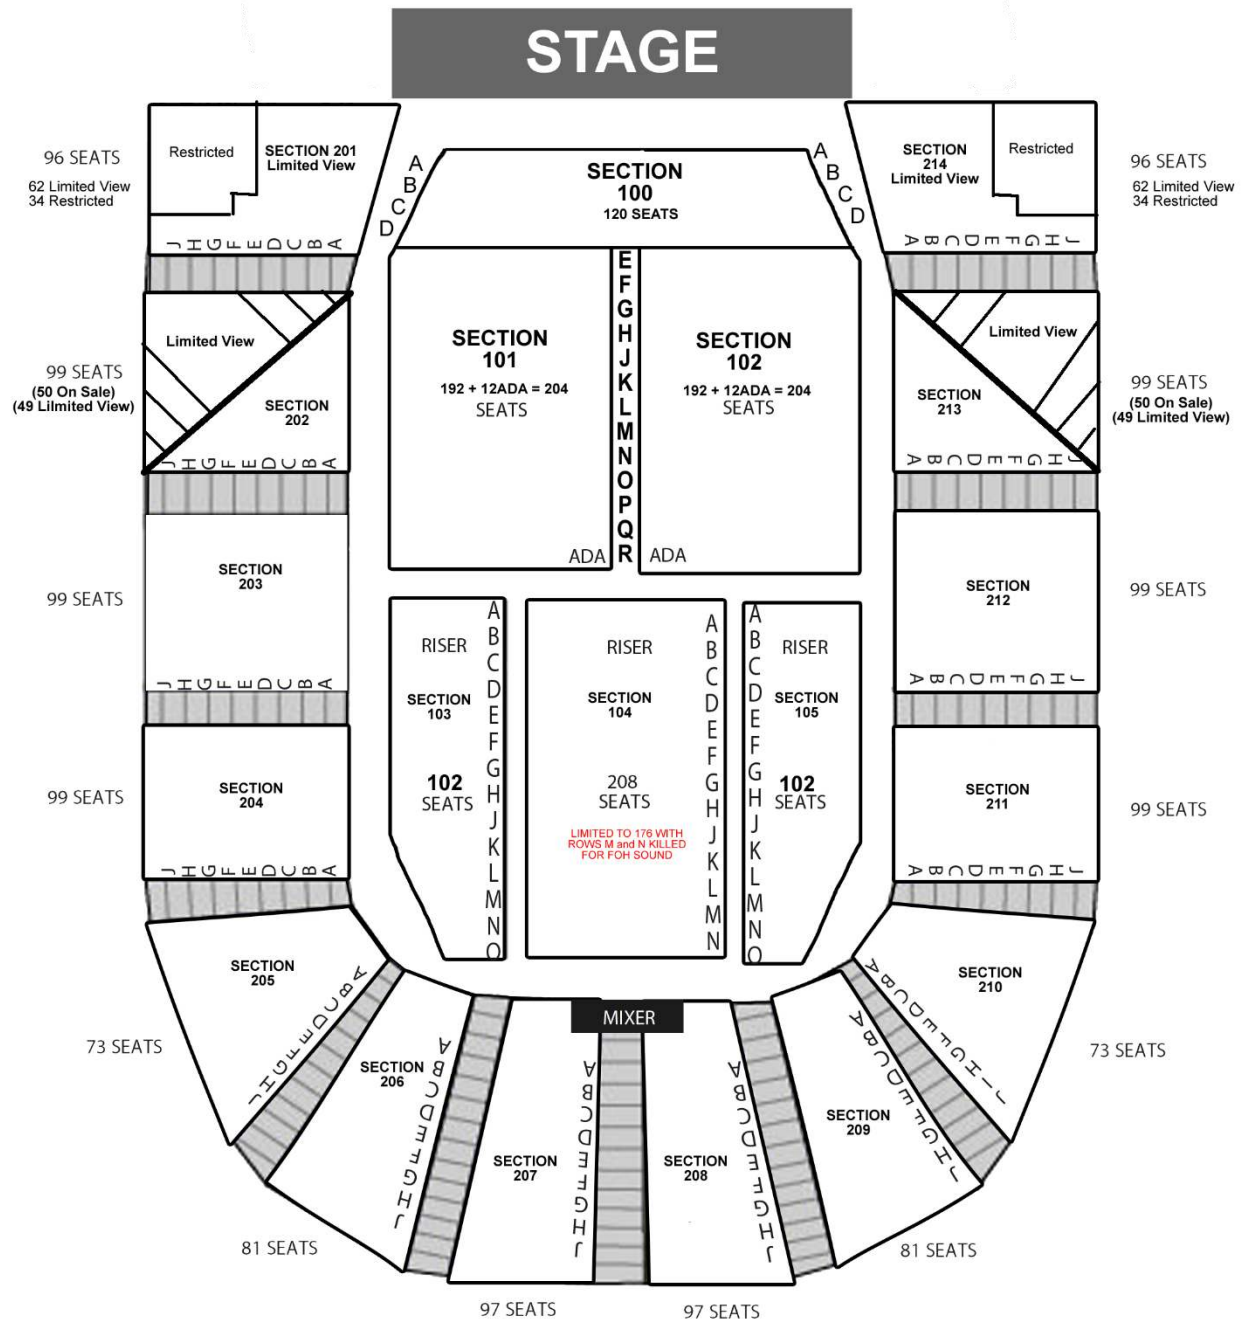 STAGE
Restricted
SECTION 201
Limited View
96 SEATS
62 Limited View
34 Restricted
J H G F E D C B A
A
B
C
D
SECTION
100
120 SEATS
A
B
C
D
SECTION
214
Limited View
Restricted
96 SEATS
62 Limited View
34 Restricted
A B C D E F G H J
Limited View
99 SEATS
(50 On Sale)
(49 Lilmited View)
SECTION
202
J H G F E D C B A
SECTION
101
192 + 12ADA = 204
SEATS
ADA
E
F
G
H
J
K
L
M
N
O
P
Q
R
SECTION
102
192 + 12ADA = 204
SEATS
ADA
Limited View
SECTION
213
99 SEATS
(50 On Sale)
(49 Limited View)
A B C D E F G H J
SECTION
203
99 SEATS
J H G F E D C B A
SECTION
212
99 SEATS
A B C D E F G H J
RISER
SECTION
103
102
SEATS
A
B
C
D
E
F
G
H
J
K
L
M
N
O
RISER
SECTION
104
208
SEATS
LIMITED TO 176 WITH
ROWS M and N KILLED
FOR FOH SOUND
A
B
C
D
E
F
G
H
J
K
L
M
N
A
B
C
D
E
F
G
H
J
K
L
M
N
O
RISER
SECTION
105
102
SEATS
SECTION
204
99 SEATS
J H G F E D C B A
SECTION
211
99 SEATS
A B C D E F G H J
SECTION
205
73 SEATS
J H G F E D C B A
SECTION
206
81 SEATS
A B C D E F G H J
MIXER
SECTION
207
97 SEATS
A B C D E F G H J
SECTION
208
97 SEATS
A B C D E F G H J
SECTION
209
81 SEATS
A B C D E F G H J
SECTION
210
73 SEATS
A B C D E F G H I J